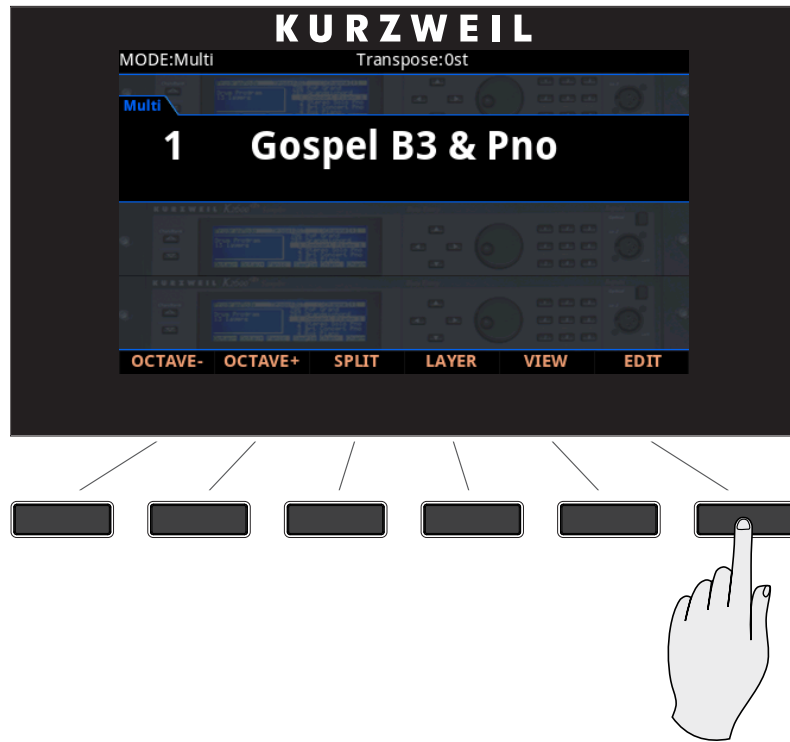 KURZWEIL
MODE:Multi Transpose:0st
Multi
1 Gospel B3 & Pno
OCTAVE- OCTAVE+ SPLIT LAYER VIEW EDIT